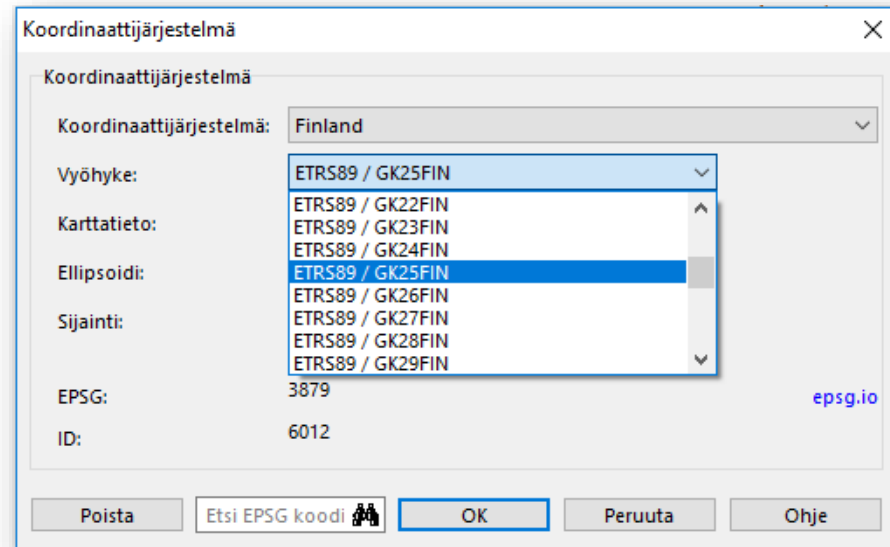 Koordinaattijärjestelmä
Koordinaattijärjestelmä
Koordinaattijärjestelmä: Finland
Vyöhyke: ETRS89 / GK25FIN
ETRS89 / GK22FIN
Karttatieto: ETRS89 / GK23FIN
ETRS89 / GK24FIN
Ellipsoidi: ETRS89 / GK25FIN
ETRS89 / GK26FIN
Sijainti: ETRS89 / GK27FIN
ETRS89 / GK28FIN
ETRS89 / GK29FIN
EPSG: 3879 epsg.io
ID: 6012
Poista Etsi EPSG koodi OK Peruuta Ohje